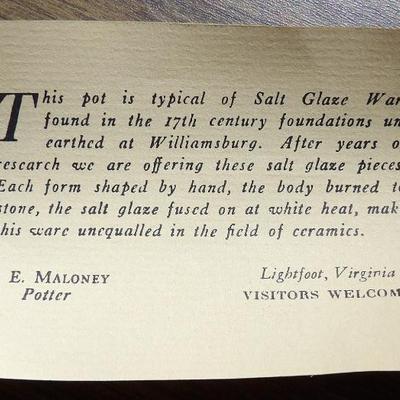 This pot is typical of Salt Glaze War
found in the 17th century foundations un
earthed at Williamsburg. After years o
research we are offering these salt glaze pieces
Each form shaped by hand, the body burned t
stone, the salt glaze fused on at white heat, mak
his ware unequalled in the field of ceramics.
E. MALONEY
Potter
Lightfoot, Virginia
VISITORS WELCOM